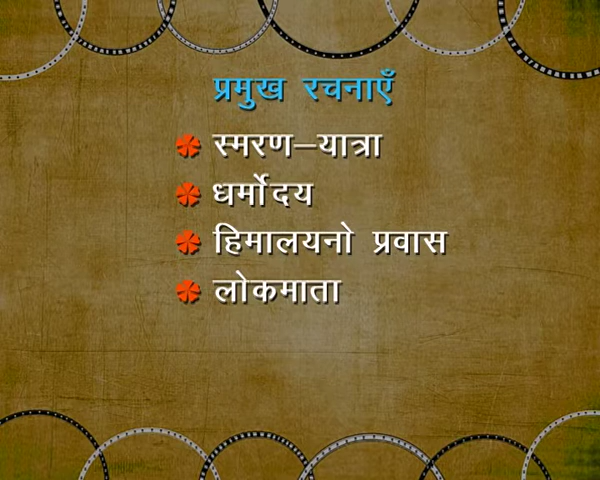 प्रमुख रचनाएँ
स्मरण–यात्रा
धर्मोदय
हिमालयनो प्रवास
लोकमाता